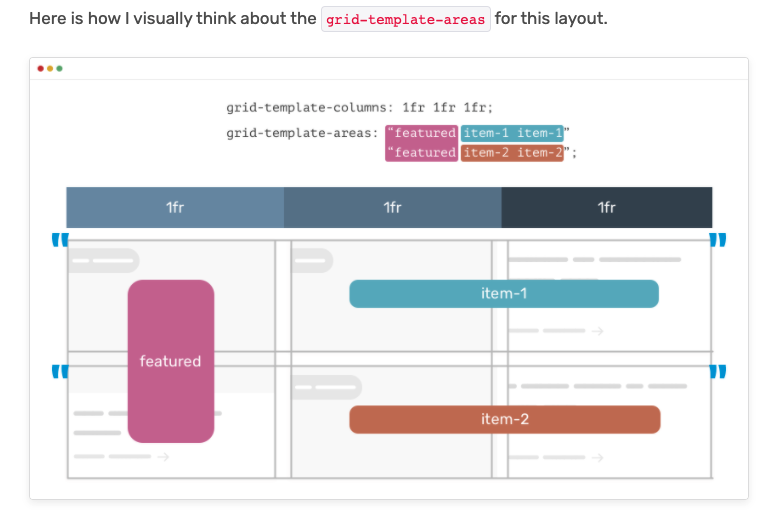 Here is how I visually think about the grid-template-areas for this layout.
grid-template-columns: 1fr 1fr 1fr;
grid-template-areas: “featured item-1 item-1”
“featured item-2 item-2”;
1fr 1fr 1fr
" "
item-1
featured
" "
item-2